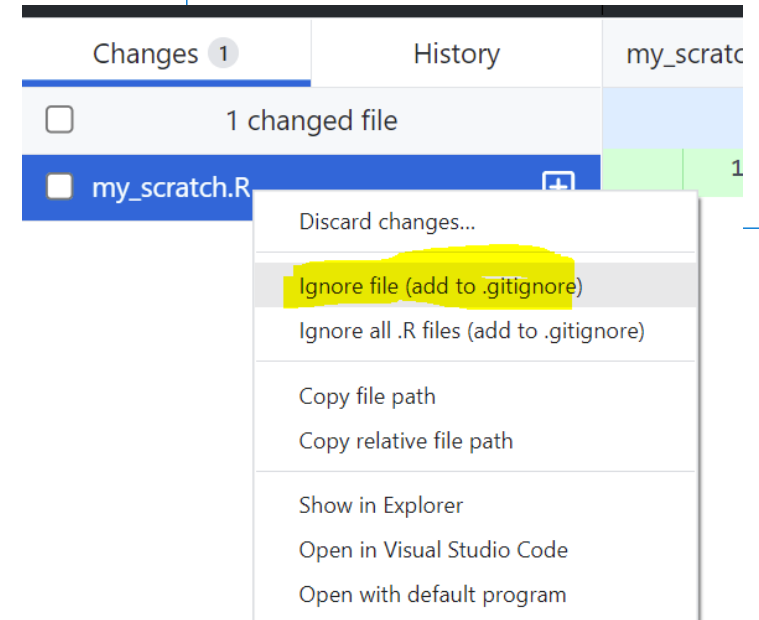 Changes 1 History my_scratc
1 changed file
my_scratch.R 1
Discard changes...
Ignore file (add to .gitignore)
Ignore all .R files (add to .gitignore)
Copy file path
Copy relative file path
Show in Explorer
Open in Visual Studio Code
Open with default program